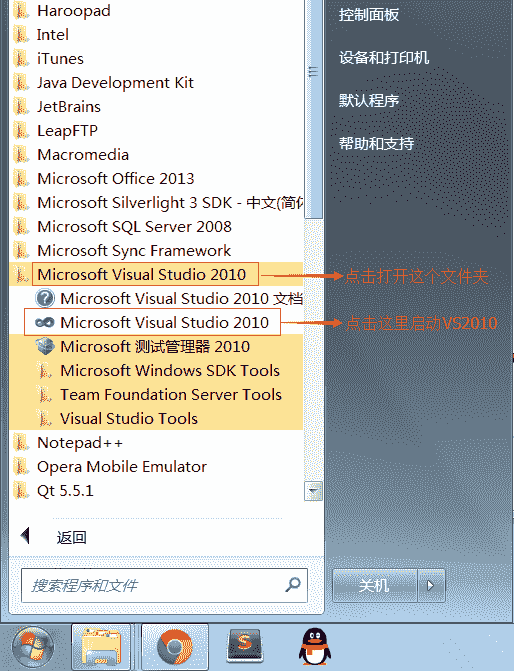 Haroopad
Intel
iTunes
Java Development Kit
JetBrains
LeapFTP
Macromedia
Microsoft Office 2013
Microsoft Silverlight 3 SDK - 中文(简体
Microsoft SQL Server 2008
Microsoft Sync Framework
Microsoft Visual Studio 2010
Microsoft Visual Studio 2010 文档
Microsoft Visual Studio 2010
Microsoft 测试管理器 2010
Microsoft Windows SDK Tools
Team Foundation Server Tools
Visual Studio Tools
Notepad++
Opera Mobile Emulator
Qt 5.5.1
返回
搜索程序和文件
控制面板
设备和打印机
默认程序
帮助和支持
点击打开这个文件夹
点击这里启动VS2010
关机
S